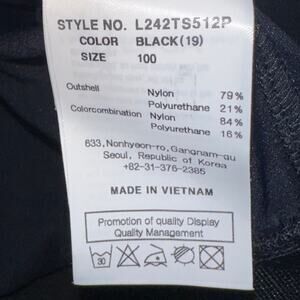 STYLE NO. L242TS512P
COLOR BLACK(19)
SIZE 100
Outshell Nylon 79%
Polyurethane 21%
Colorcombination Nylon 84%
Polyurethane 16%
633, Nonhyeon-ro, Gangnam-gu
Seoul, Republic of Korea
+82-31-376-2385
MADE IN VIETNAM
Promotion of quality Display
Quality Management
30